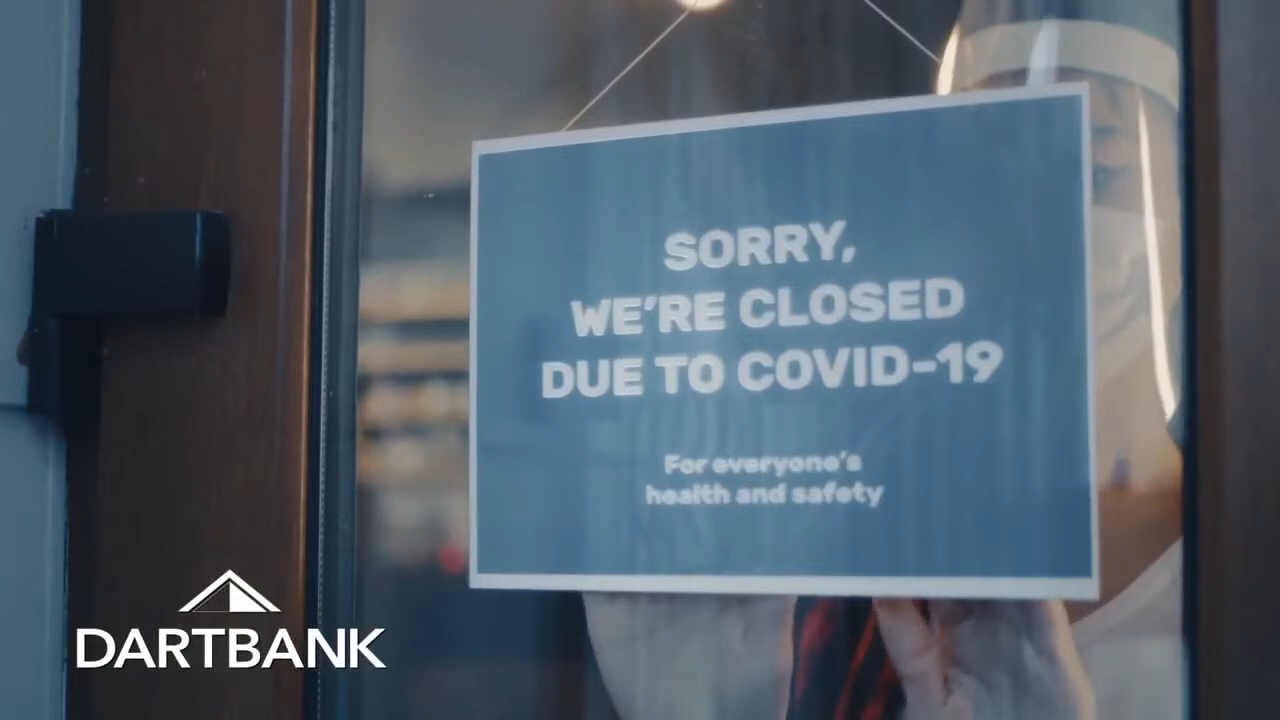 SORRY,
WE'RE CLOSED
DUE TO COVID-19
For everyone's
health and safety
DARTBANK